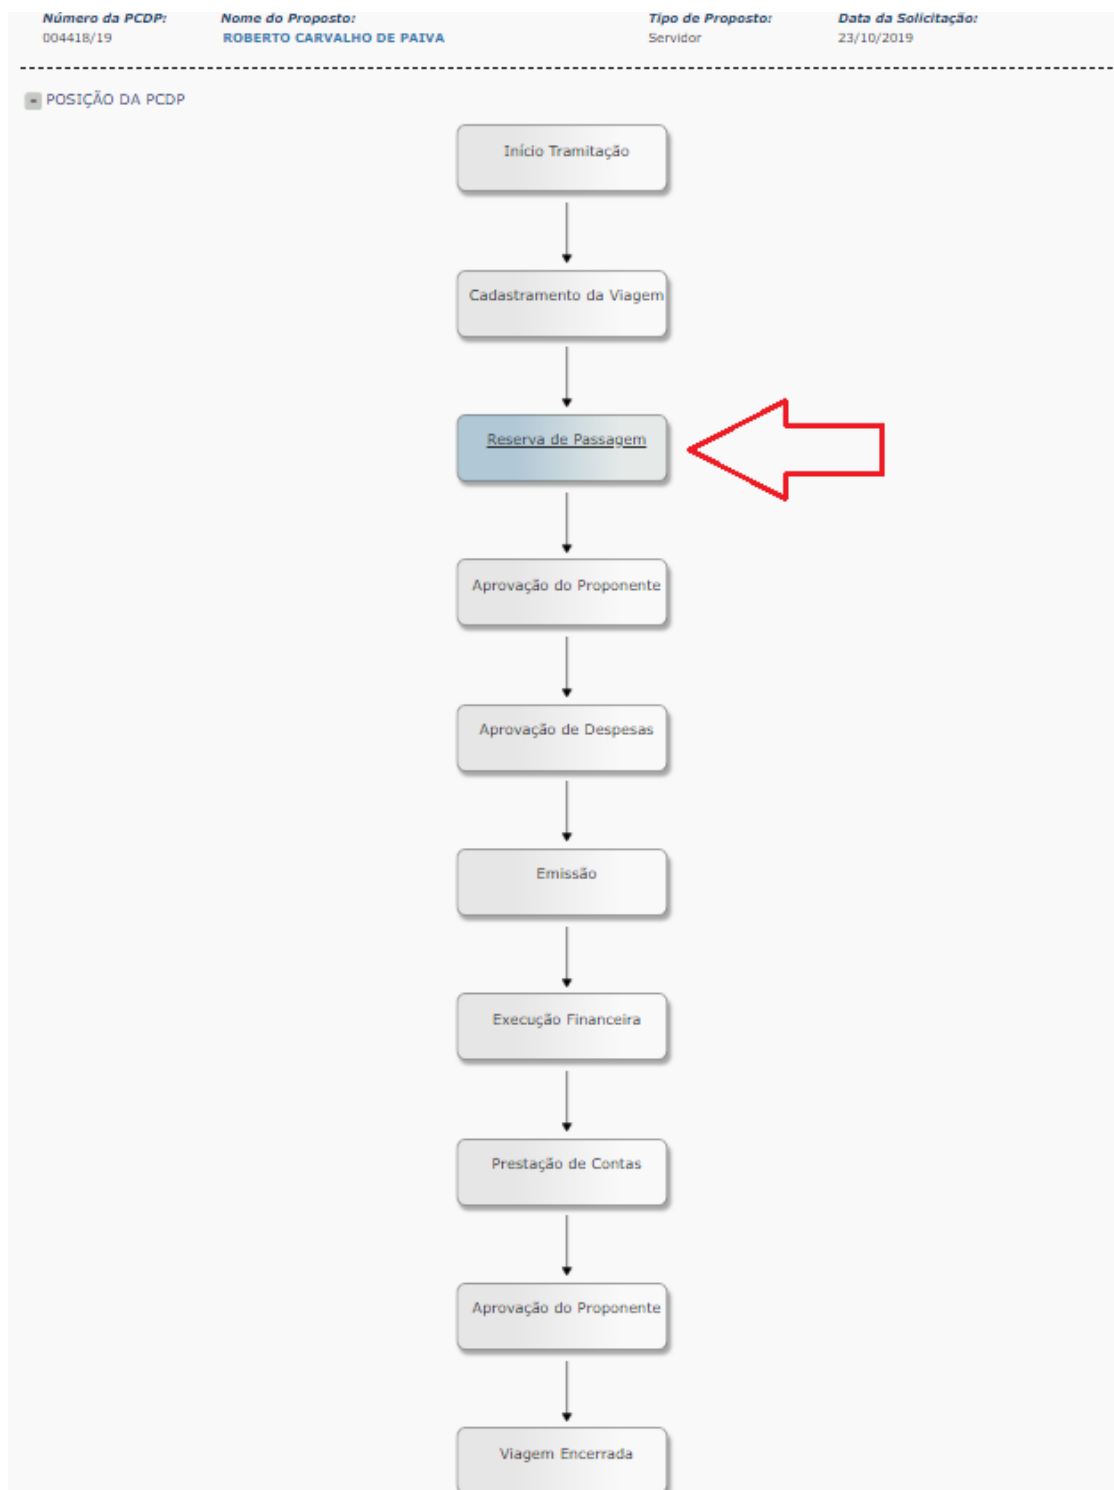 Número da PCDP: Nome do Proposto: Tipo de Proposto: Data da Solicitação:
004418/19 ROBERTO CARVALHO DE PAIVA Servidor 23/10/2019
- POSIÇÃO DA PCDP
Início Tramitação
Cadastramento da Viagem
Reserva de Passagem
Aprovação do Proponente
Aprovação de Despesas
Emissão
Execução Financeira
Prestação de Contas
Aprovação do Proponente
Viagem Encerrada